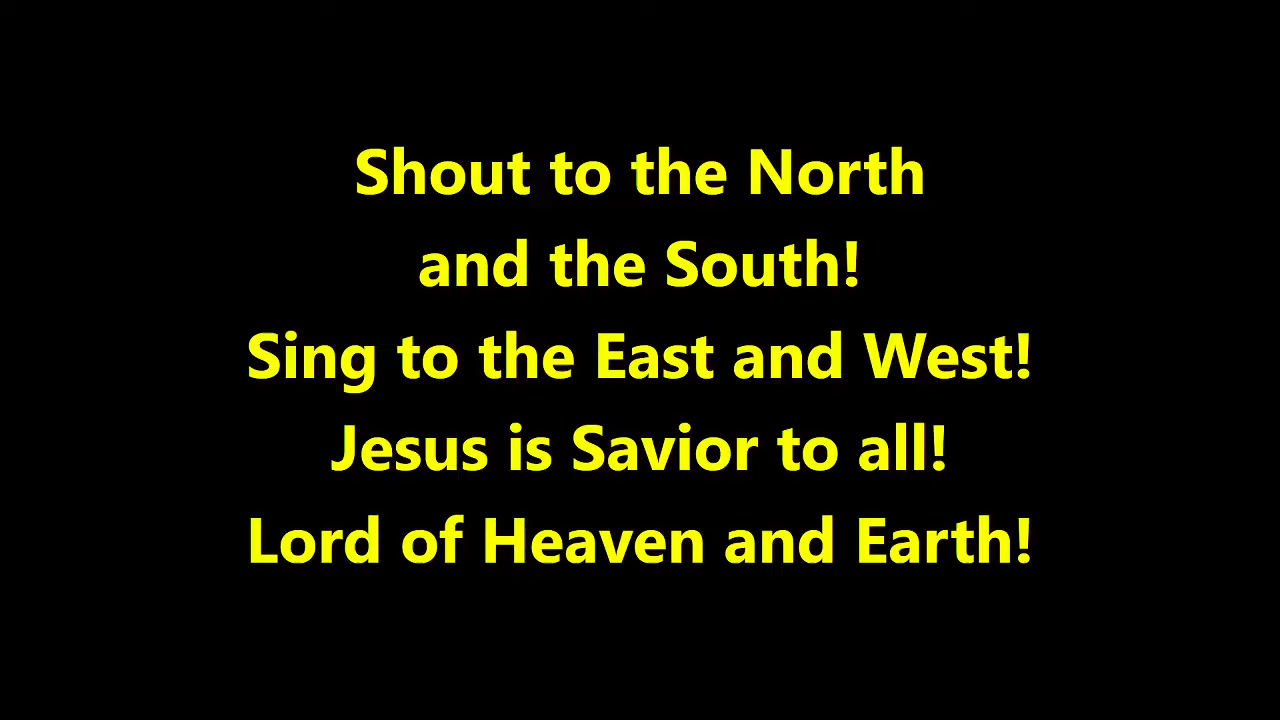 Shout to the North
and the South!
Sing to the East and West!
Jesus is Savior to all!
Lord of Heaven and Earth!